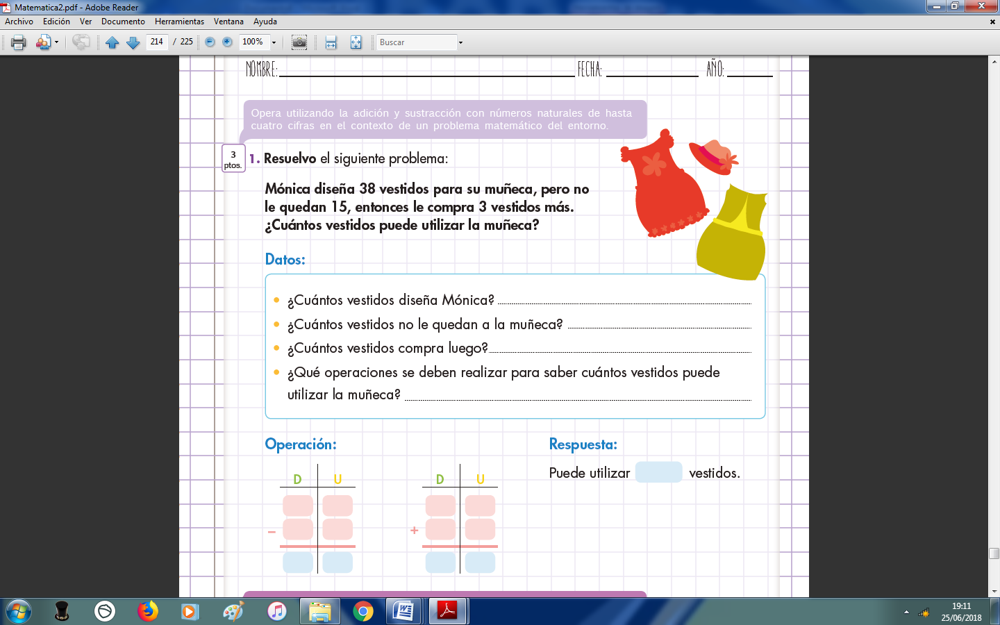 Matematica2.pdf - Adobe Reader
Archivo Edición Ver Documento Herramientas Ventana Ayuda
214 / 225 100% Buscar
NOMBRE: FECHA: AÑO:
Opera utilizando la adición y sustracción con números naturales de hasta
cuatro cifras en el contexto de un problema matemático del entorno.
3
ptos.
1. Resuelvo el siguiente problema:
Mónica diseña 38 vestidos para su muñeca, pero no
le quedan 15, entonces le compra 3 vestidos más.
¿Cuántos vestidos puede utilizar la muñeca?
Datos:
• ¿Cuántos vestidos diseña Mónica?
• ¿Cuántos vestidos no le quedan a la muñeca?
• ¿Cuántos vestidos compra luego?
• ¿Qué operaciones se deben realizar para saber cuántos vestidos puede
utilizar la muñeca?
Operación:
D U
–
D U
+
Respuesta:
Puede utilizar vestidos.
19:11
25/06/2018